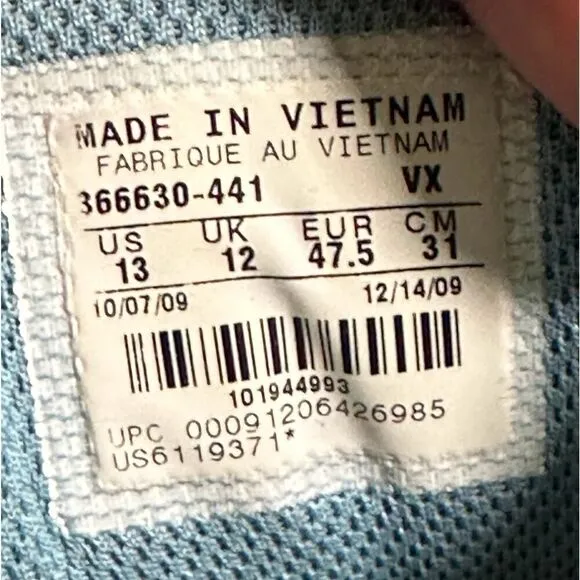 MADE IN VIETNAM
FABRIQUE AU VIETNAM
366630-441 VX
US UK EUR CM
13 12 47.5 31
10/07/09 12/14/09
101944993
UPC 00091206426985
US6119371*